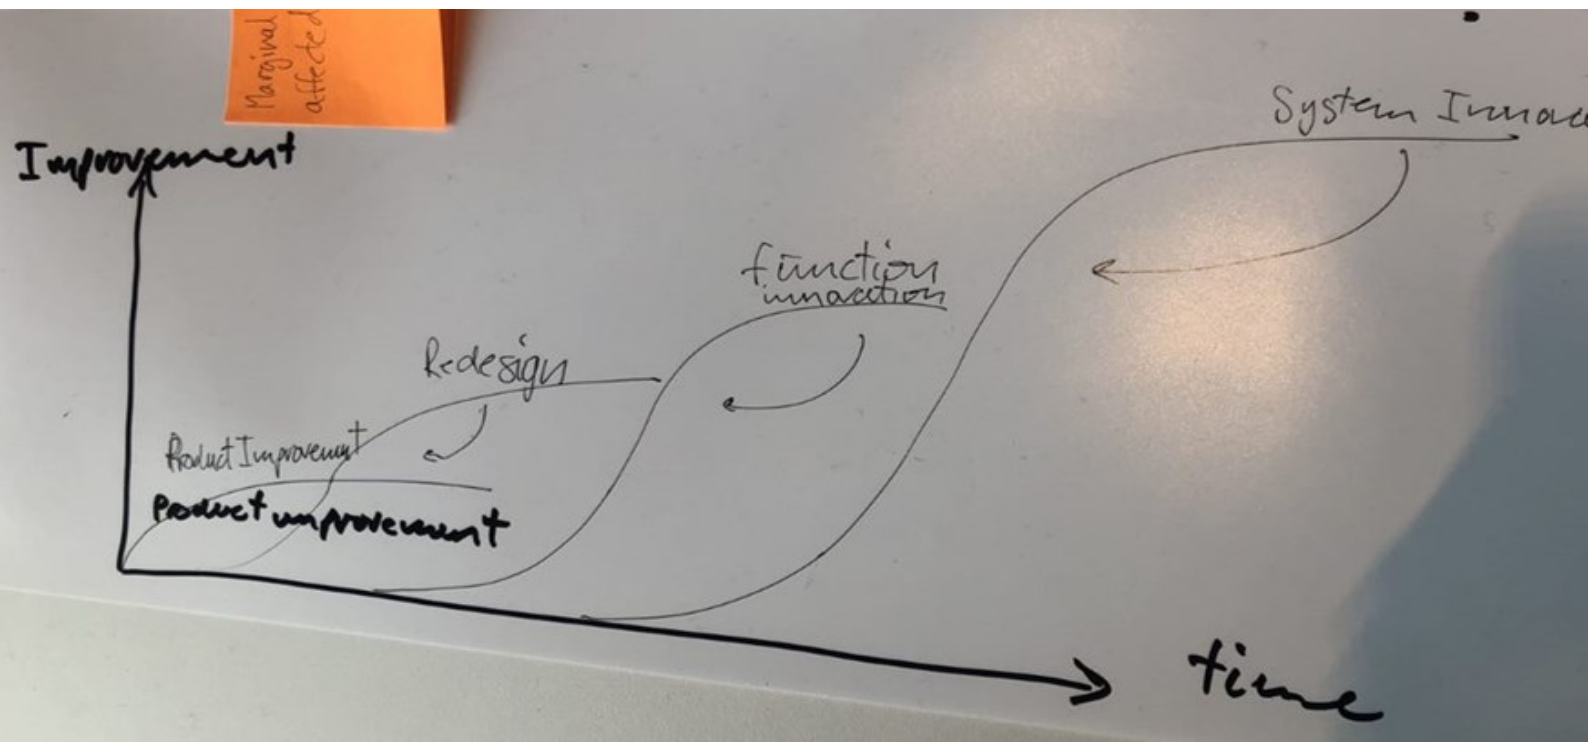 Marginal
affected
Improvement
System Innova
function
innovation
Redesign
Product Improvement
Product improvement
time